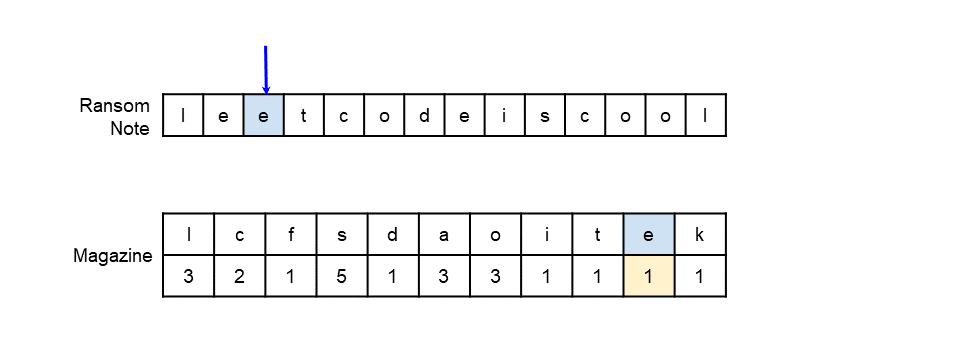 Ransom Note
l e e t c o d e i s c o o l
Magazine
l c f s d a o i t e k
3 2 1 5 1 3 3 1 1 1 1